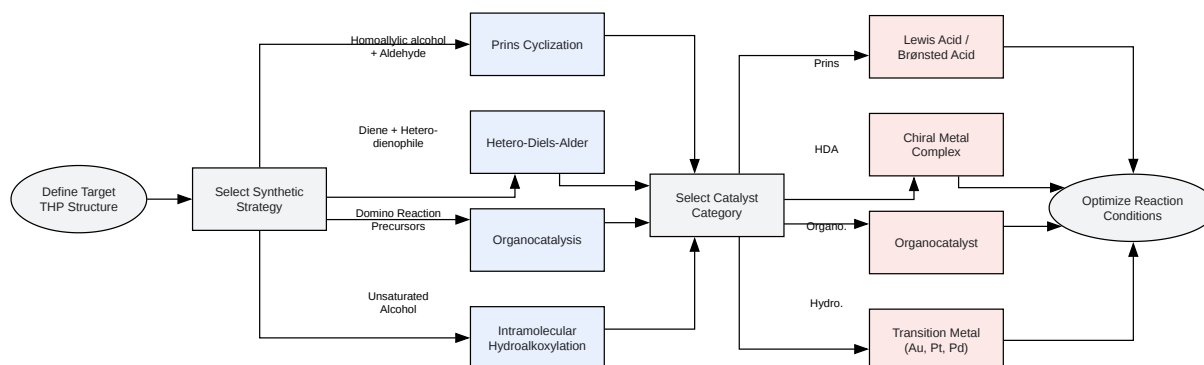 Define Target
THP Structure
Select Synthetic
Strategy
Homoallylic alcohol
+ Aldehyde
Diene + Hetero-
dienophile
Domino Reaction
Precursors
Unsaturated
Alcohol
Prins Cyclization
Hetero-Diels-Alder
Organocatalysis
Intramolecular
Hydroalkoxylation
Select Catalyst
Category
Prins
HDA
Organo.
Hydro.
Lewis Acid /
Brønsted Acid
Chiral Metal
Complex
Organocatalyst
Transition Metal
(Au, Pt, Pd)
Optimize Reaction
Conditions